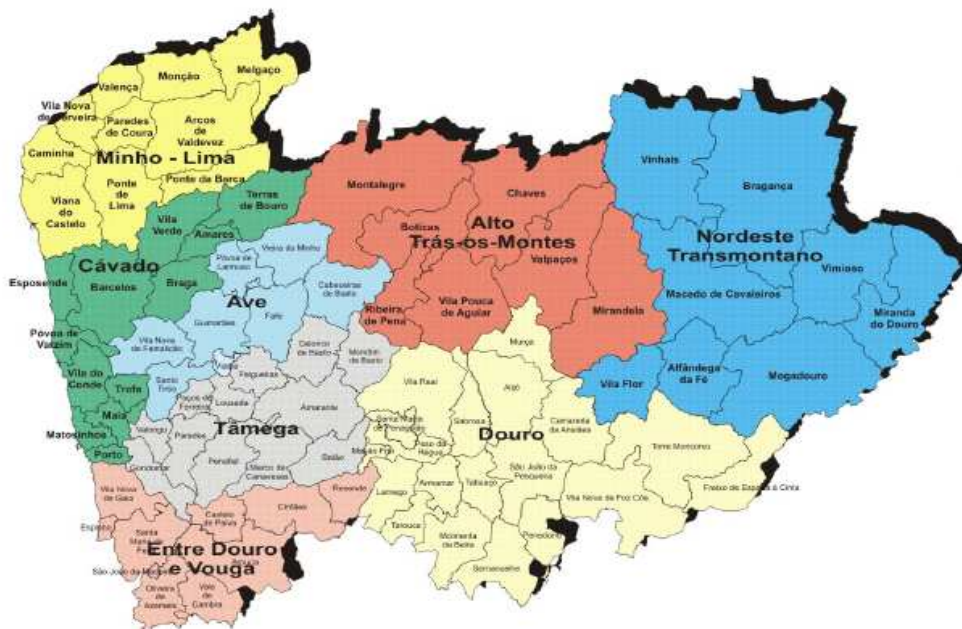 Melgaço
Monção
Valença
Vila Nova
de Cerveira
Paredes
de Coura
Arcos
de
Valdevez
Caminha
Minho - Lima
Ponte da Barca
Ponte
de
Lima
Viana
do
Castelo
Terras
de Bouro
Vila
Verde
Amares
Cávado
Esposende
Barcelos
Braga
Póvoa de
Varzim
Vila do
Conde
Trofa
Maia
Matosinhos
Porto
Vieira do Minho
Póvoa de
Lanhoso
Cabeceiras
de Basto
Ave
Guimarães
Fafe
Vila Nova
de Famalicão
Santo
Tirso
Montalegre
Chaves
Boticas
Alto
Trás-os-Montes
Valpaços
Ribeira
de Pena
Vila Pouca
de Aguiar
Mirandela
Vinhais
Bragança
Nordeste
Transmontano
Vimioso
Macedo de Cavaleiros
Miranda
do Douro
Vila Flor
Alfândega
da Fé
Mogadouro
Celorico
de Basto
Mondim
de Basto
Felgueiras
Paços de
Ferreira
Lousada
Amarante
Valongo
Paredes
Tâmega
Penafiel
Marco de
Canaveses
Baião
Gondomar
Murça
Vila Real
Alijó
Santa Marta
de Penaguião
Sabrosa
Carrazeda
de Ansiães
Douro
Mesão Frio
Peso da
Régua
Torre Moncorvo
Lamego
Armamar
Tabuaço
São João da
Pesqueira
Vila Nova de Foz Côa
Freixo de Espada à Cinta
Tarouca
Moimenta
da Beira
Penedono
Sernancelhe
Vila Nova
de Gaia
Resende
Cinfães
Castelo
de Paiva
Espinho
Santa
Maria da
Entre Douro
e Vouga
São João da Madeira
Oliveira
de
Azeméis
Vale
de
Cambra